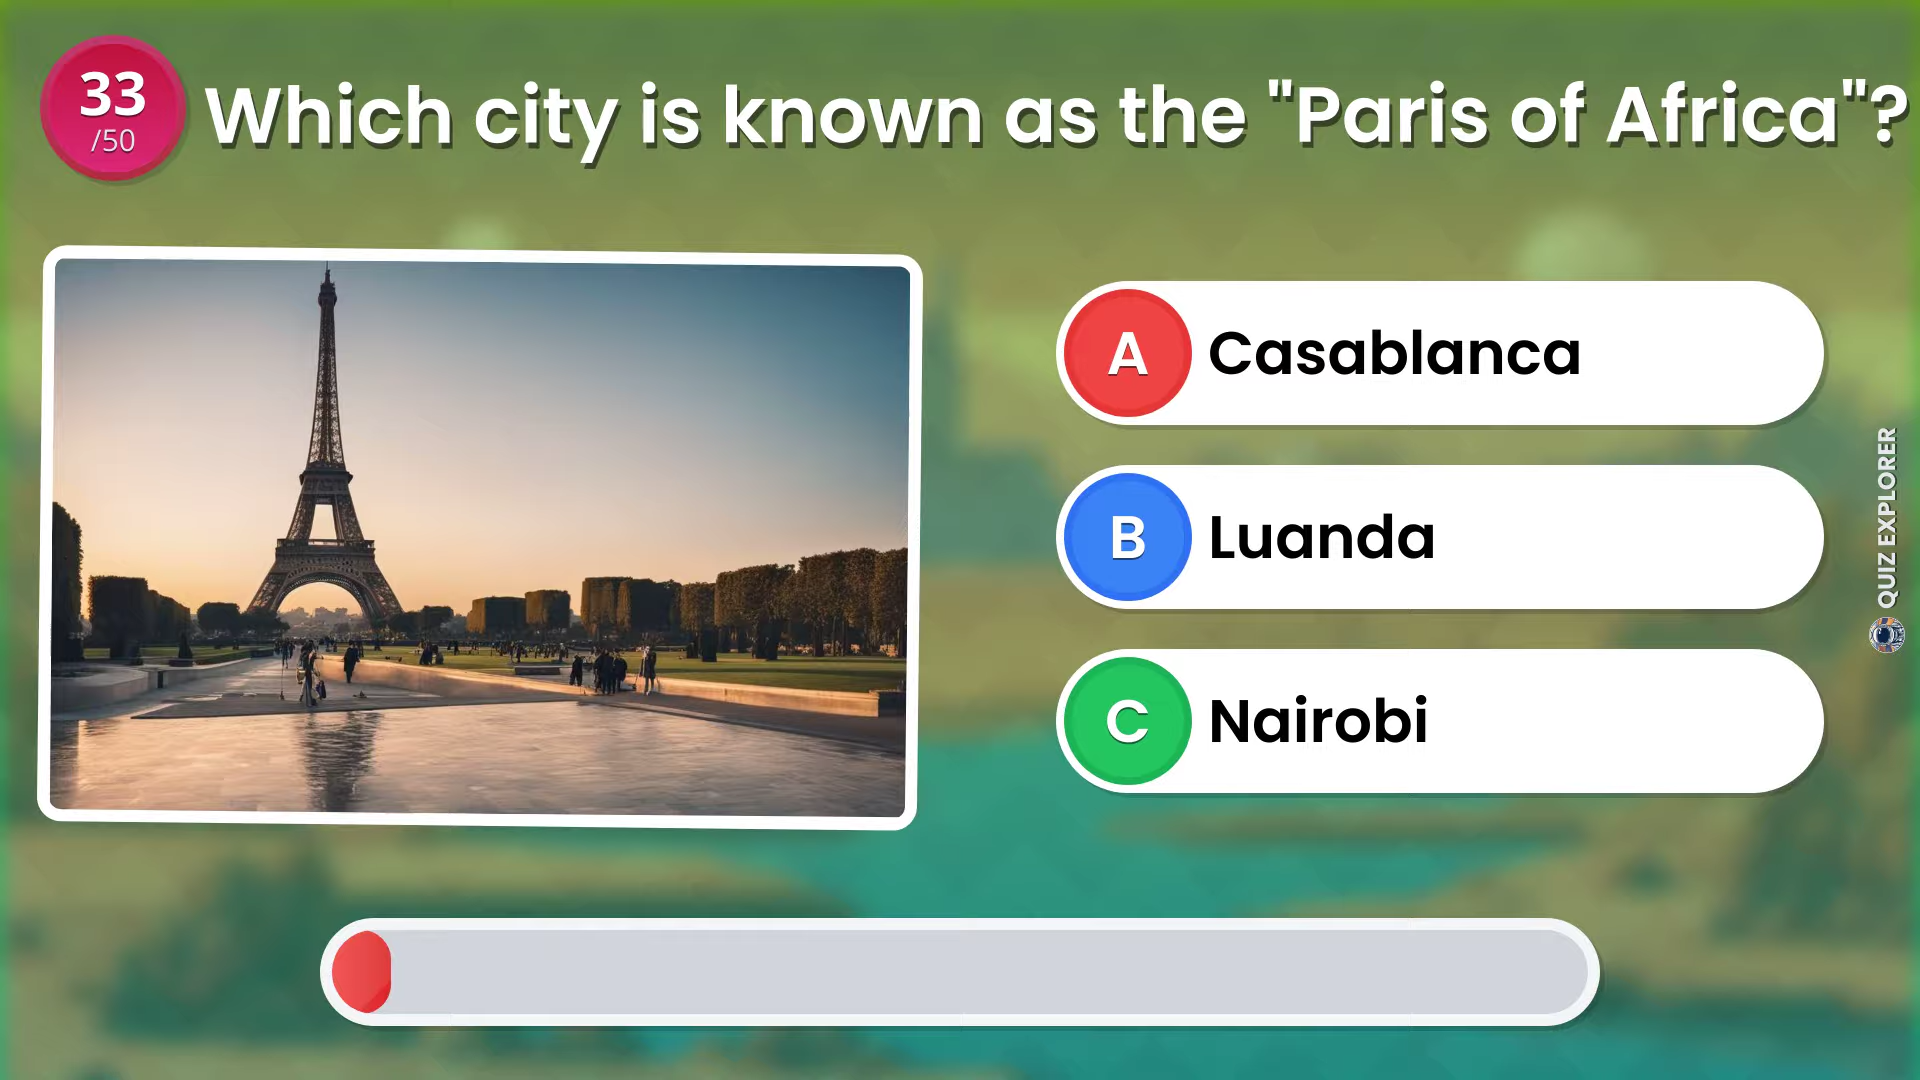 33
/50
Which city is known as the "Paris of Africa"?
A Casablanca
B Luanda
C Nairobi
QUIZ EXPLORER